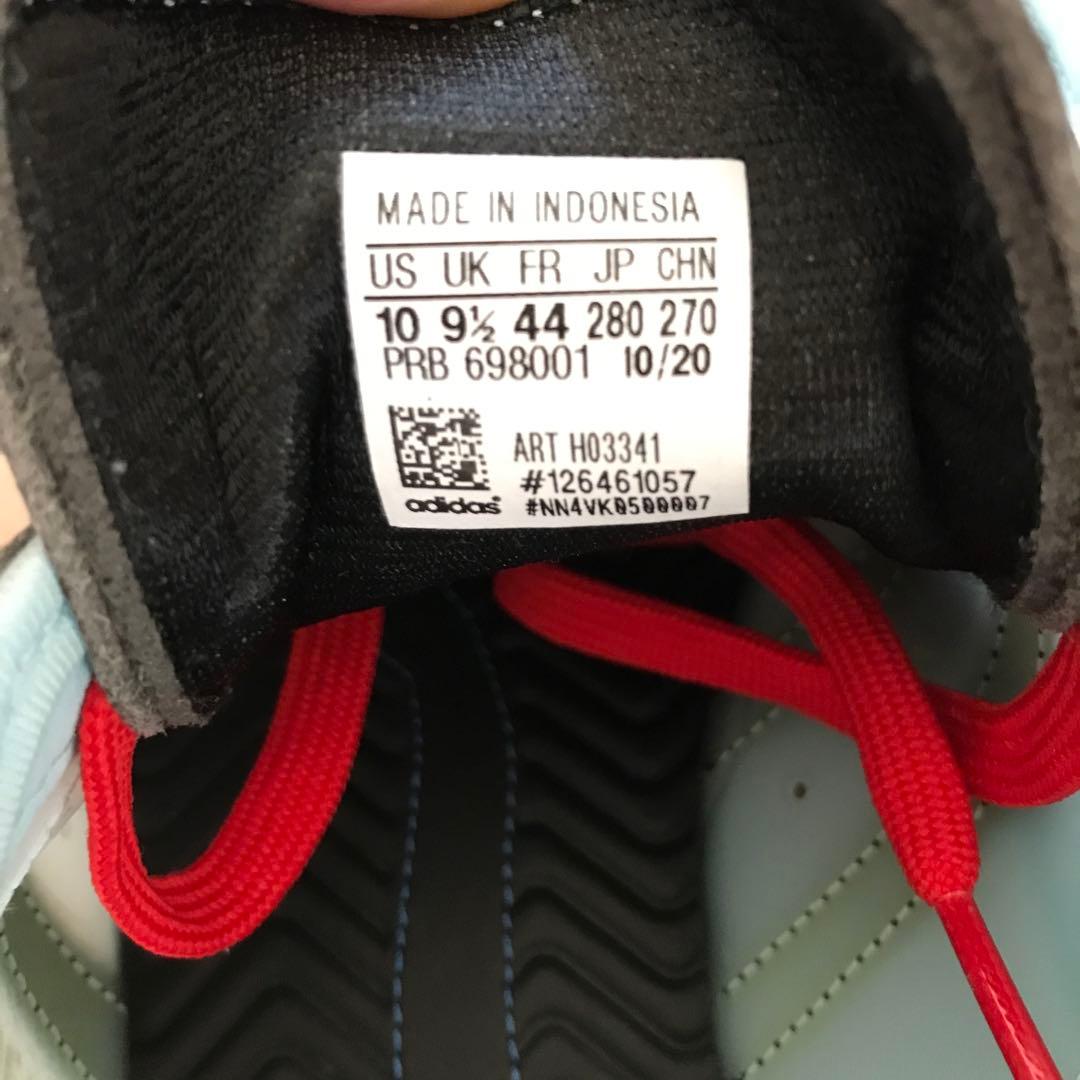 MADE IN INDONESIA
US UK FR JP CHN
10 9½ 44 280 270
PRB 698001 10/20
ART H03341
#126461057
adidas #NN4VK0500007